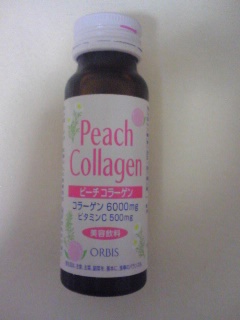 Peach
Collagen
ピーチ コラーゲン
コラーゲン 6000mg
ビタミンC 500mg
美容飲料
ORBIS